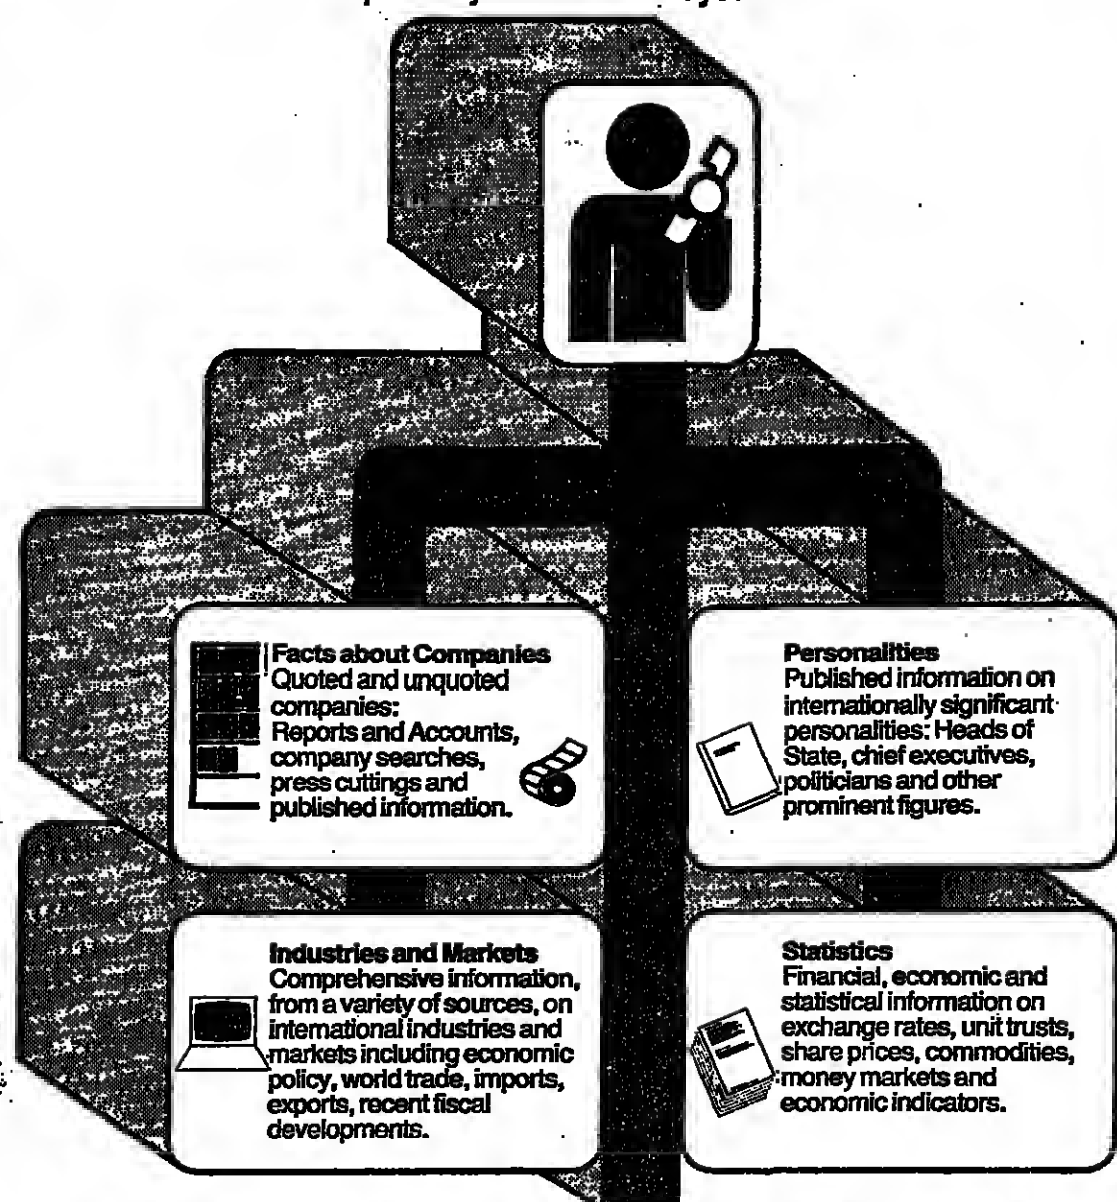 Facts about Companies
Quoted and unquoted
companies:
Reports and Accounts,
company searches,
press cuttings and
published information.
Personalities
Published information on
internationally significant
personalities: Heads of
State, chief executives,
politicians and other
prominent figures.
Industries and Markets
Comprehensive information,
from a variety of sources, on
international industries and
markets including economic
policy, world trade, imports,
exports, recent fiscal
developments.
Statistics
Financial, economic and
statistical information on
exchange rates, unit trusts,
share prices, commodities,
money markets and
economic indicators.